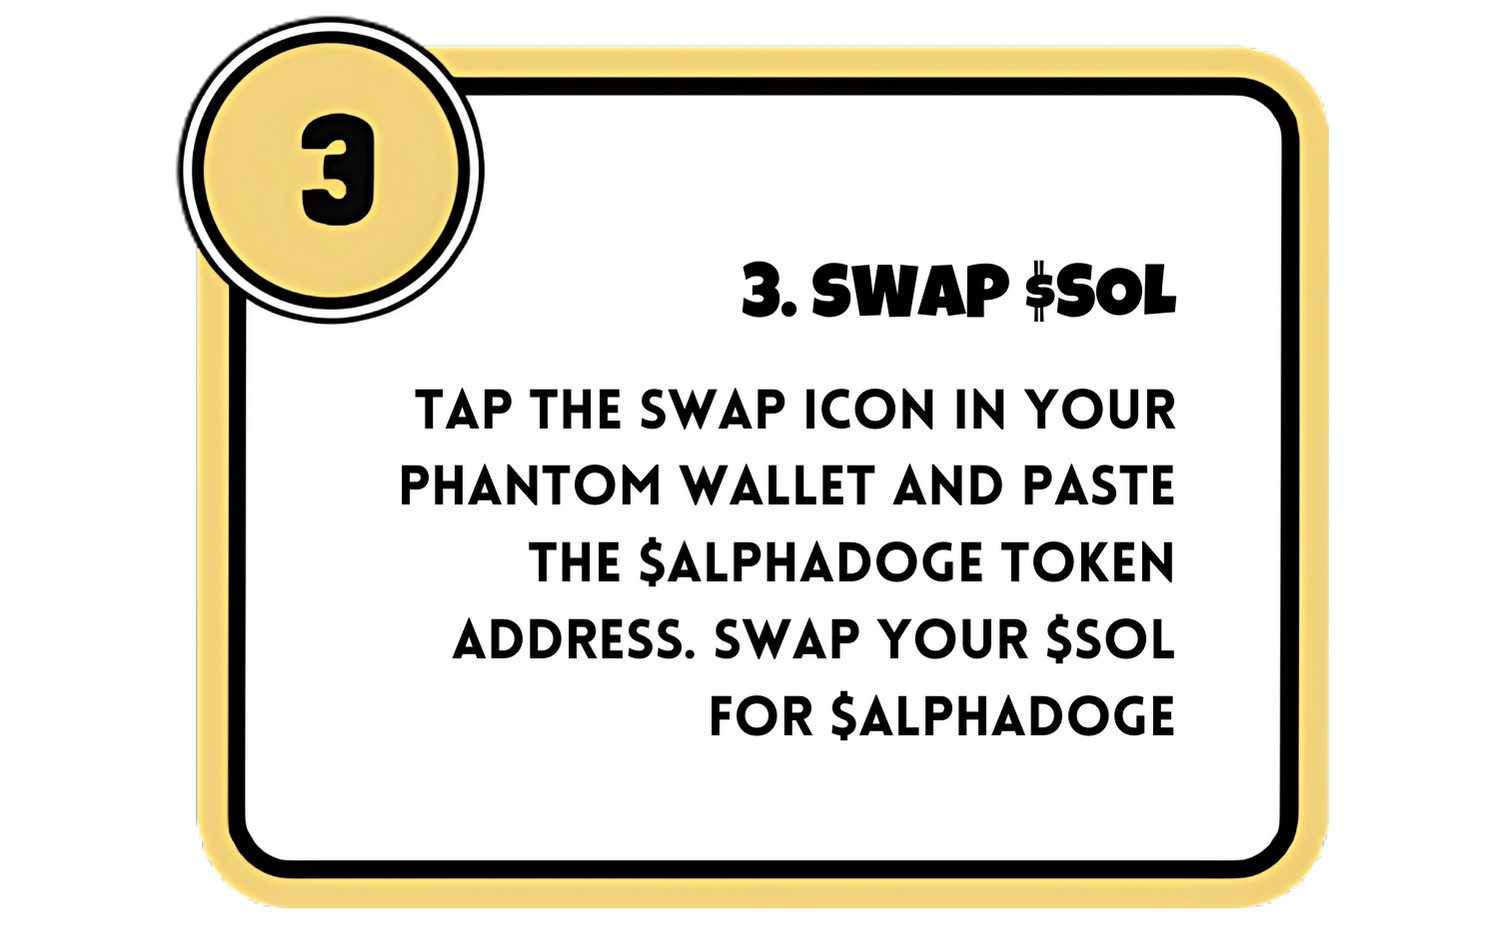 3
3. SWAP $SOL
TAP THE SWAP ICON IN YOUR
PHANTOM WALLET AND PASTE
THE $ALPHADOGE TOKEN
ADDRESS. SWAP YOUR $SOL
FOR $ALPHADOGE